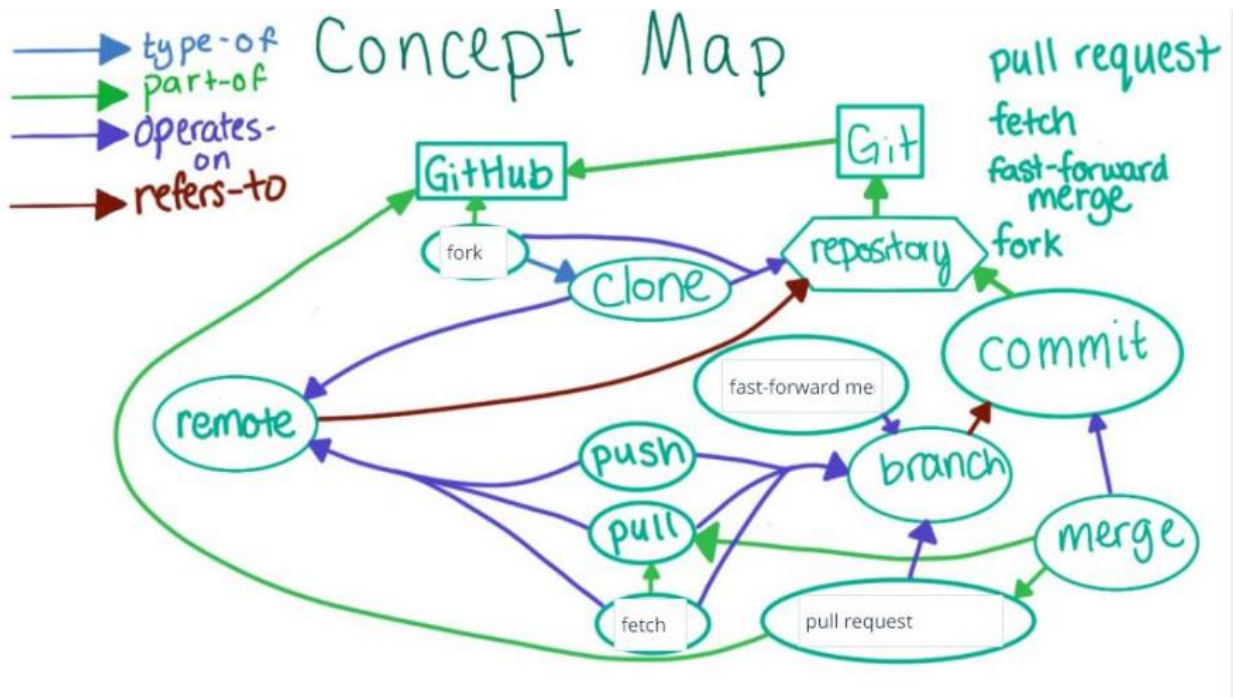 Concept Map
type-of
part-of
operates-
on
refers-to
pull request
fetch
fast-forward
merge
fork
GitHub
Git
fork
clone
repository
commit
fast-forward me
remote
push
branch
pull
merge
fetch
pull request